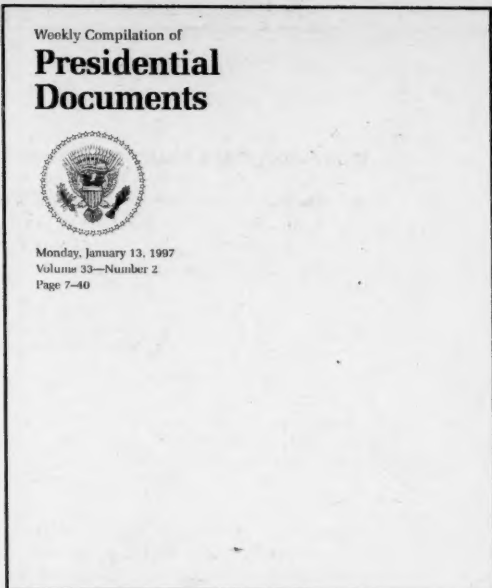 Weekly Compilation of
Presidential
Documents
Monday, January 13, 1997
Volume 33—Number 2
Page 7–40